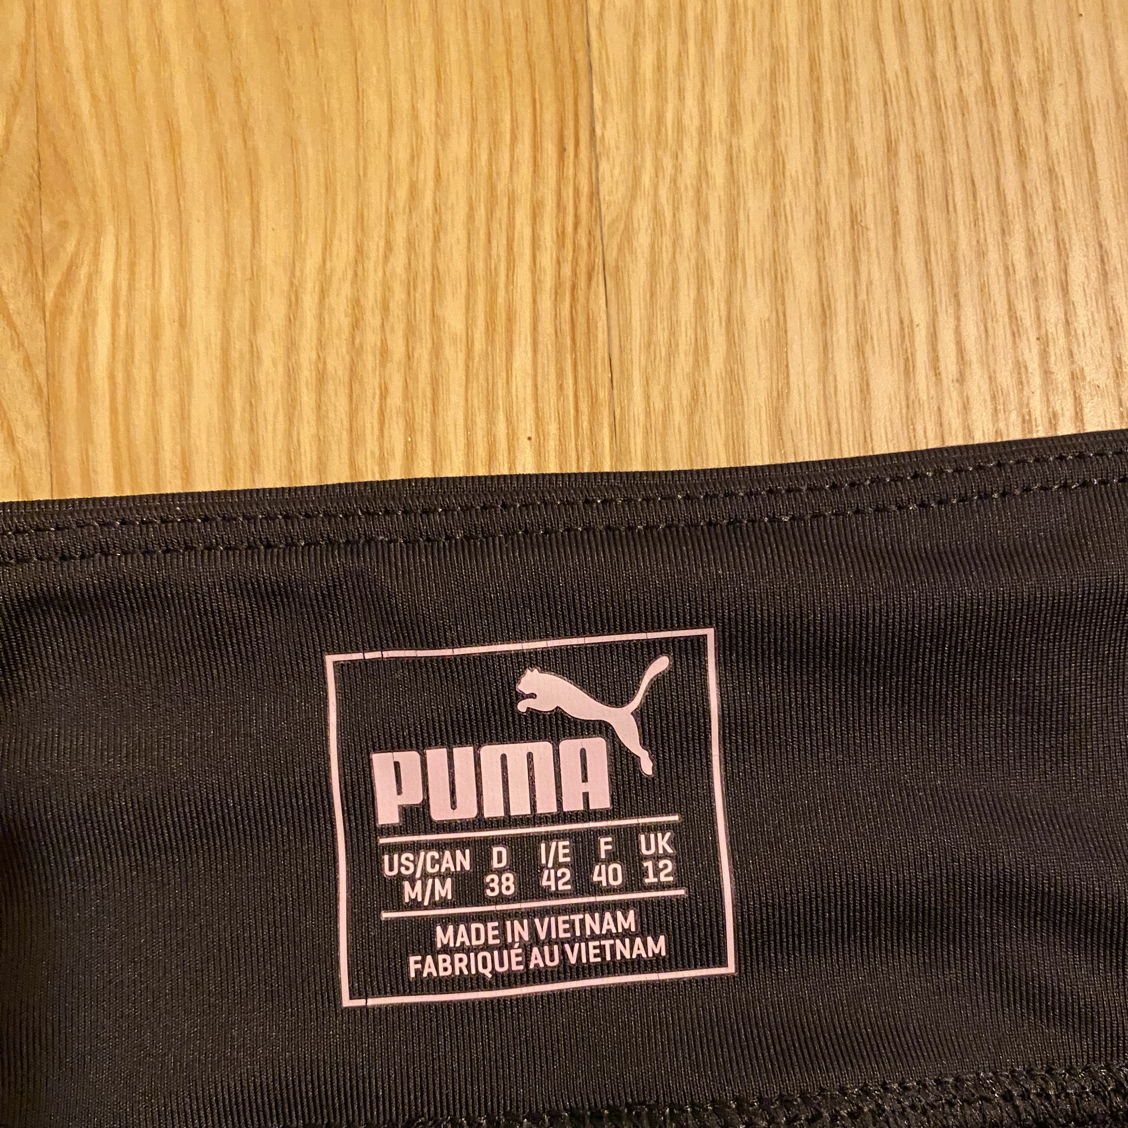 PUMA
US/CAN D I/E F UK
M/M 38 42 40 12
MADE IN VIETNAM
FABRIQUÉ AU VIETNAM